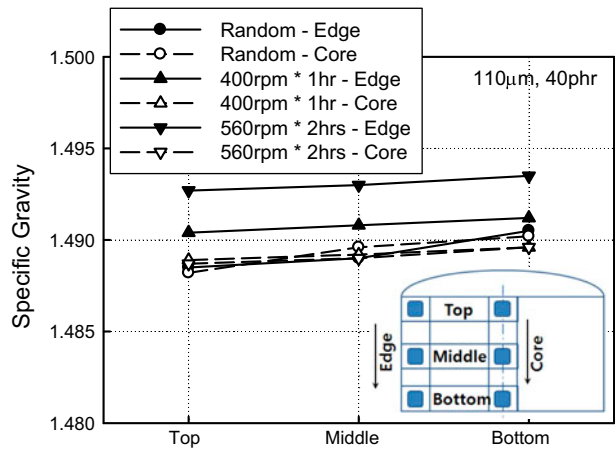 Random - Edge
Random - Core
400rpm * 1hr - Edge
400rpm * 1hr - Core
560rpm * 2hrs - Edge
560rpm * 2hrs - Core
110μm, 40phr
Specific Gravity
1.500
1.495
1.490
1.485
1.480
Top
Middle
Bottom
Edge
Core
Top
Middle
Bottom